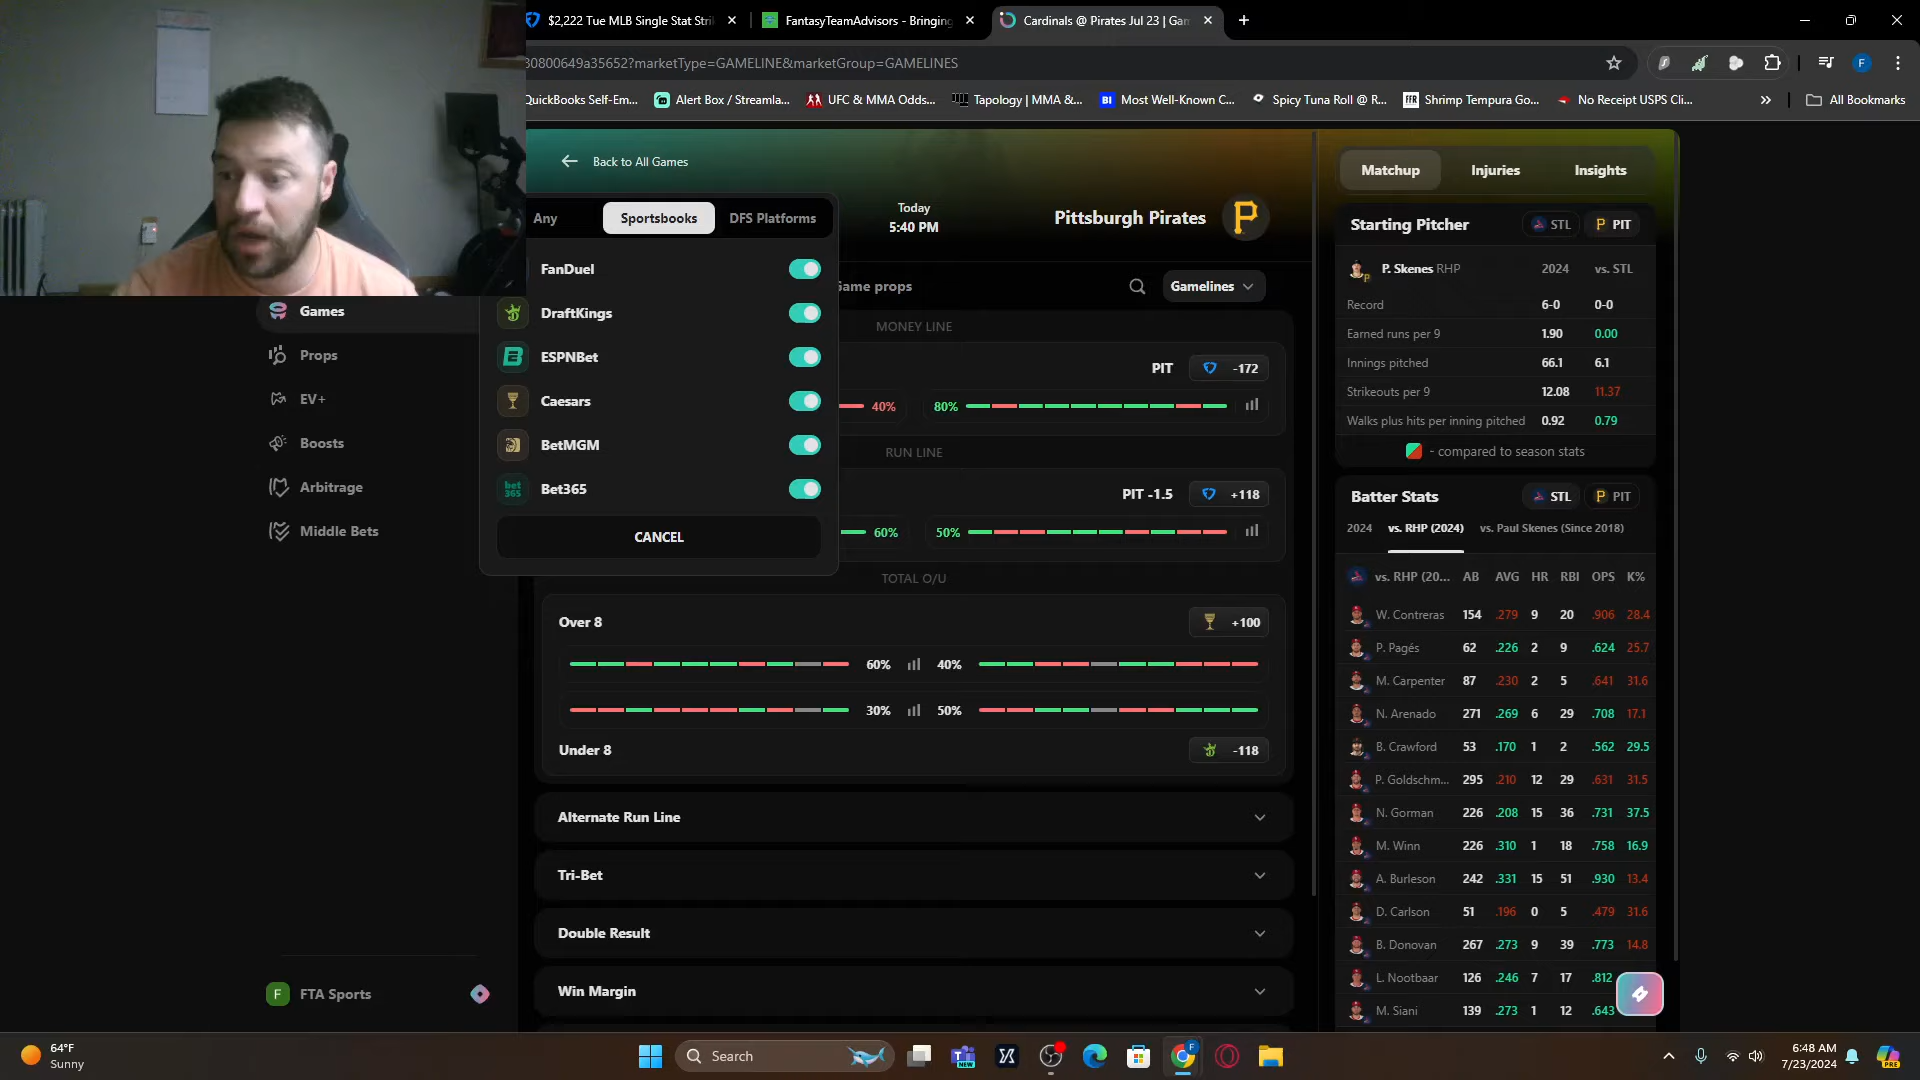 $2,222 Tue MLB Single Stat Stri
FantasyTeamAdvisors - Bringing
Cardinals @ Pirates Jul 23 | Gam
30800649a35652?marketType=GAMELINE&marketGroup=GAMELINES
QuickBooks Self-Em...
Alert Box / Streamla...
UFC & MMA Odds...
Tapology | MMA &...
BI Most Well-Known C...
Spicy Tuna Roll @ R...
FFR Shrimp Tempura Go...
No Receipt USPS Cli...
»
All Bookmarks
Back to All Games
Any
Sportsbooks
DFS Platforms
FanDuel
DraftKings
ESPNBet
Caesars
BetMGM
bet365 Bet365
CANCEL
Games
Props
EV+
Boosts
Arbitrage
Middle Bets
F FTA Sports
Today
5:40 PM
Pittsburgh Pirates
Game props
Gamelines
MONEY LINE
PIT -172
40% 80%
RUN LINE
PIT -1.5 +118
60% 50%
TOTAL O/U
Over 8 +100
60% 40%
30% 50%
Under 8 -118
Alternate Run Line
Tri-Bet
Double Result
Win Margin
Matchup Injuries Insights
Starting Pitcher STL PIT
P. Skenes RHP 2024 vs. STL
Record 6-0 0-0
Earned runs per 9 1.90 0.00
Innings pitched 66.1 6.1
Strikeouts per 9 12.08 11.37
Walks plus hits per inning pitched 0.92 0.79
- compared to season stats
Batter Stats STL PIT
2024 vs. RHP (2024) vs. Paul Skenes (Since 2018)
vs. RHP (20... AB AVG HR RBI OPS K%
W. Contreras 154 .279 9 20 .906 28.4
P. Pagés 62 .226 2 9 .624 25.7
M. Carpenter 87 .230 2 5 .641 31.6
N. Arenado 271 .269 6 29 .708 17.1
B. Crawford 53 .170 1 2 .562 29.5
P. Goldschm... 295 .210 12 29 .631 31.5
N. Gorman 226 .208 15 36 .731 37.5
M. Winn 226 .310 1 18 .758 16.9
A. Burleson 242 .331 15 51 .930 13.4
D. Carlson 51 .196 0 5 .479 31.6
B. Donovan 267 .273 9 39 .773 14.8
L. Nootbaar 126 .246 7 17 .812
M. Siani 139 .273 1 12 .643
64°F
Sunny
Search
NEW
6:48 AM
7/23/2024
PRE